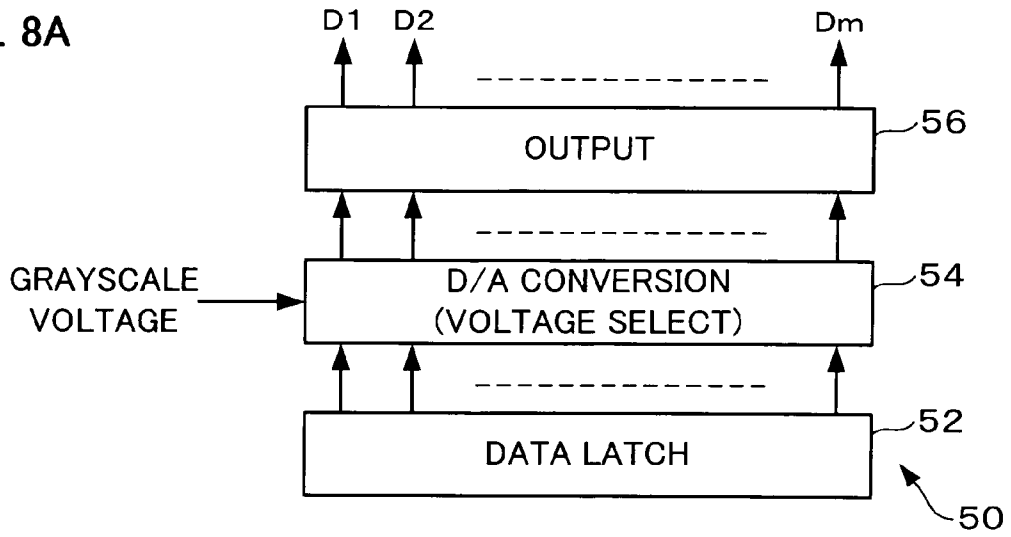 . 8A
D1 D2 Dm
OUTPUT
56
GRAYSCALE
VOLTAGE
D/A CONVERSION
(VOLTAGE SELECT)
54
DATA LATCH
52
50